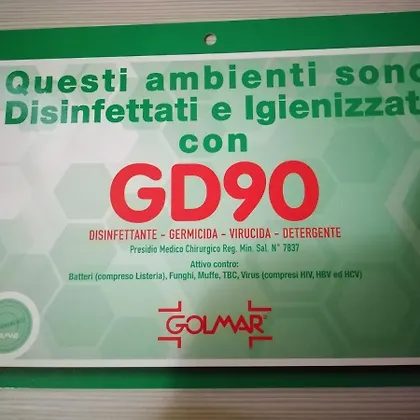 Questi ambienti sono
Disinfettati e Igienizzat
con
GD90
DISINFETTANTE - GERMICIDA - VIRUCIDA - DETERGENTE
Presidio Medico Chirurgico Reg. Min. Sal. N° 7837
Attivo contro:
Batteri (compreso Listeria), Funghi, Muffe, TBC, Virus (compresi HIV, HBV ed HCV)
GOLMAR®